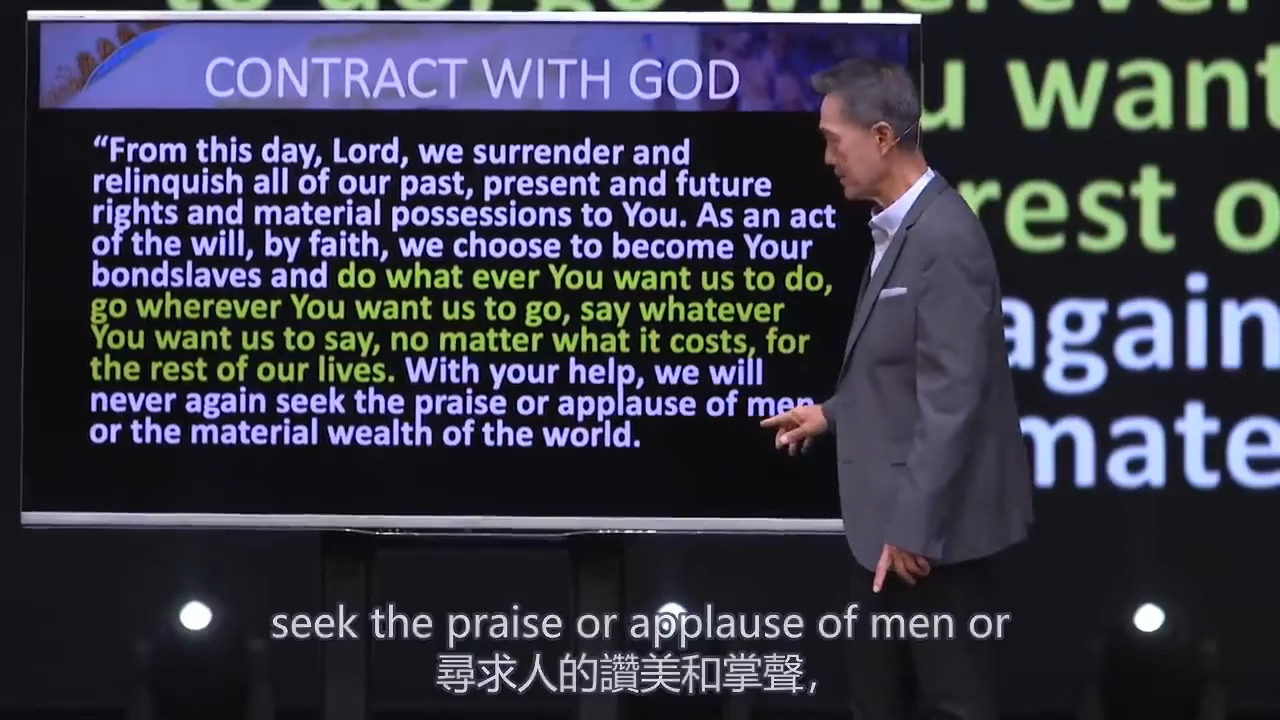 CONTRACT WITH GOD
“From this day, Lord, we surrender and
relinquish all of our past, present and future
rights and material possessions to You. As an act
of the will, by faith, we choose to become Your
bondslaves and do what ever You want us to do,
go wherever You want us to go, say whatever
You want us to say, no matter what it costs, for
the rest of our lives. With your help, we will
never again seek the praise or applause of men
or the material wealth of the world.
u want
rest o
again
mate
seek the praise or applause of men or
尋求人的讚美和掌聲，